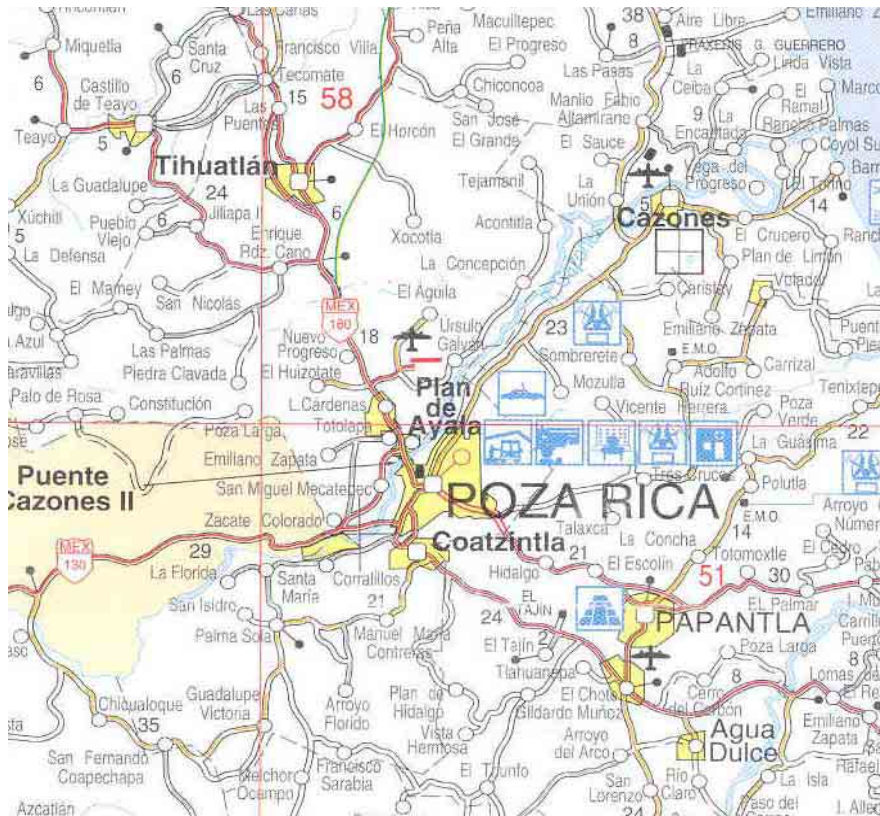 Miquetla
Santa
Cruz
Francisco Villa
Peña
Alta
Macuiltepec
El Progreso
38
8
Aire Libre
PRAXEDIS G. GUERRERO
Linda Vista
Las Pasas
La
Ceiba
El
Ramal
6
6
Castillo
de Teayo
Tecomate
15
58
Las
Puentes
El Horcón
Chiconcoa
San José
El Grande
Manlio Fabio
Altamirano
9
La
Encantada
Rancho Palmas
Teayo
5
Tihuatlán
El Sauce
Tejamanil
La
Unión
5
Vega del
Progreso
14
La Guadalupe
24
Xúchitl
5
Pueblo
Viejo
6
Jiliapa II
Enrique
Rdz. Cano
6
Xocotla
Acontitla
Cazones
El Crucero
La Defensa
La Concepción
Plan de Limón
El Mamey
San Nicolás
MEX
180
18
El Aguila
Ursulo
Galván
Caristay
Volador
Emiliano Zapata
Azul
Las Palmas
Piedra Clavada
Nuevo
Progreso
El Huizotate
23
Sombrerete
Mozutla
E.M.O.
Adolfo
Ruiz Cortinez
Carrizal
Palo de Rosa
Constitución
L. Cardenas
Totolapa
Plan
de
Ayala
Vicente Herrera
Poza
Verde
Poza Larga
Emiliano Zapata
La Guásima
22
Puente
Cazones II
San Miguel Mecatepec
POZA RICA
Tres Cruces
Polutla
Zacate Colorado
Talaxca
E.M.O.
14
MEX
130
29
Coatzintla
La Concha
Totomoxtle
La Florida
Santa
María
Corralillos
Hidalgo
21
El Escolín
51
30
El Cedro
San Isidro
21
24
EL
TAJÍN
El Palmar
Palma Sola
Manuel María
Contreras
El Tajín
2
PAPANTLA
Poza Larga
Tlahuanapa
8
8
Chicualoque
Guadalupe
Victoria
Arroyo
Florido
Plan de
Hidalgo
El Chote
Gildardo Muñoz
Cerro
del Carbón
35
Vista
Hermosa
Arroyo
del Arco
Agua
Dulce
Emiliano
Zapata
San Fernando
Coapechapa
Francisco
Sarabia
El Triunfo
Melchor
Ocampo
San
Lorenzo
Río
Claro
La Isla
Azcatlán
24
Paso del